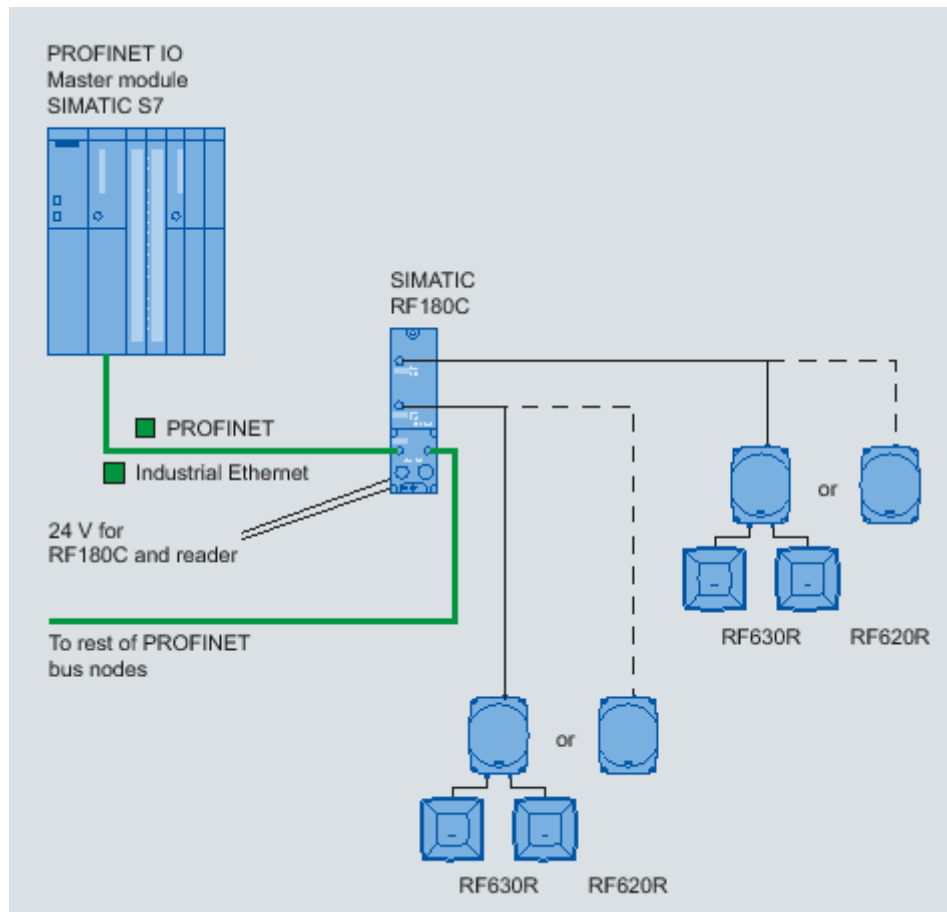 PROFINET IO
Master module
SIMATIC S7
SIMATIC
RF180C
PROFINET
Industrial Ethernet
24 V for
RF180C and reader
To rest of PROFINET
bus nodes
or
RF630R
RF620R
or
RF630R
RF620R